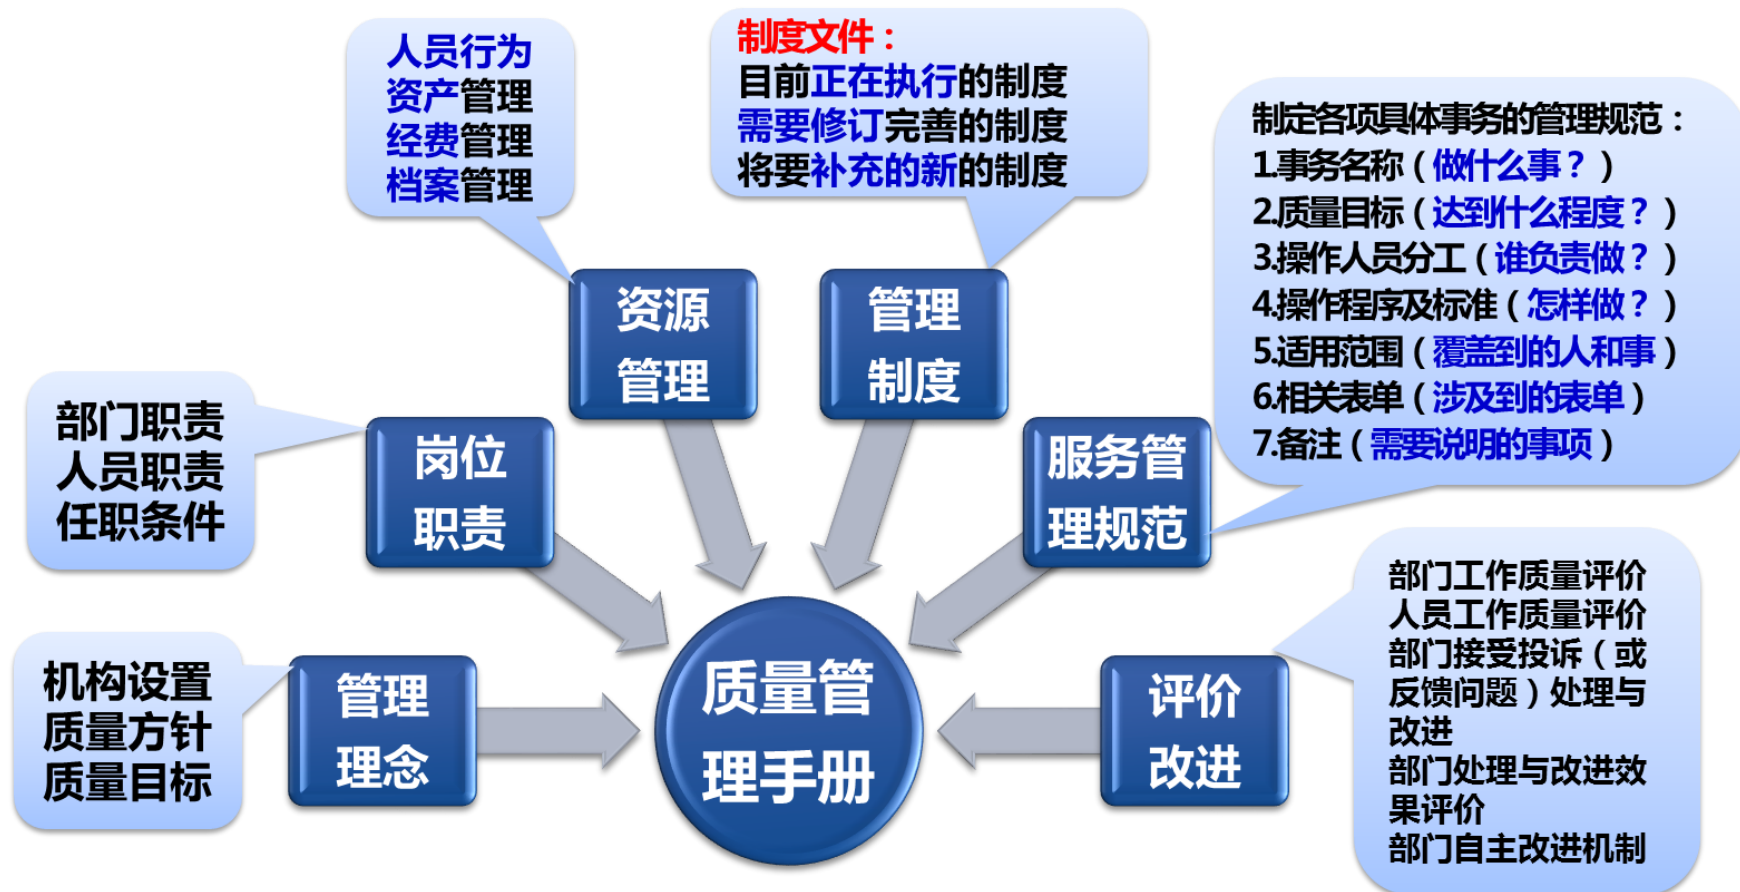 人员行为
资产管理
经费管理
档案管理
制度文件：
目前正在执行的制度
需要修订完善的制度
将要补充的新的制度
制定各项具体事务的管理规范：
1.事务名称（做什么事？）
2.质量目标（达到什么程度？）
3.操作人员分工（谁负责做？）
4.操作程序及标准（怎样做？）
5.适用范围（覆盖到的人和事）
6.相关表单（涉及到的表单）
7.备注（需要说明的事项）
资源
管理
管理
制度
部门职责
人员职责
任职条件
岗位
职责
服务管
理规范
机构设置
质量方针
质量目标
管理
理念
质量管
理手册
评价
改进
部门工作质量评价
人员工作质量评价
部门接受投诉（或
反馈问题）处理与
改进
部门处理与改进效
果评价
部门自主改进机制